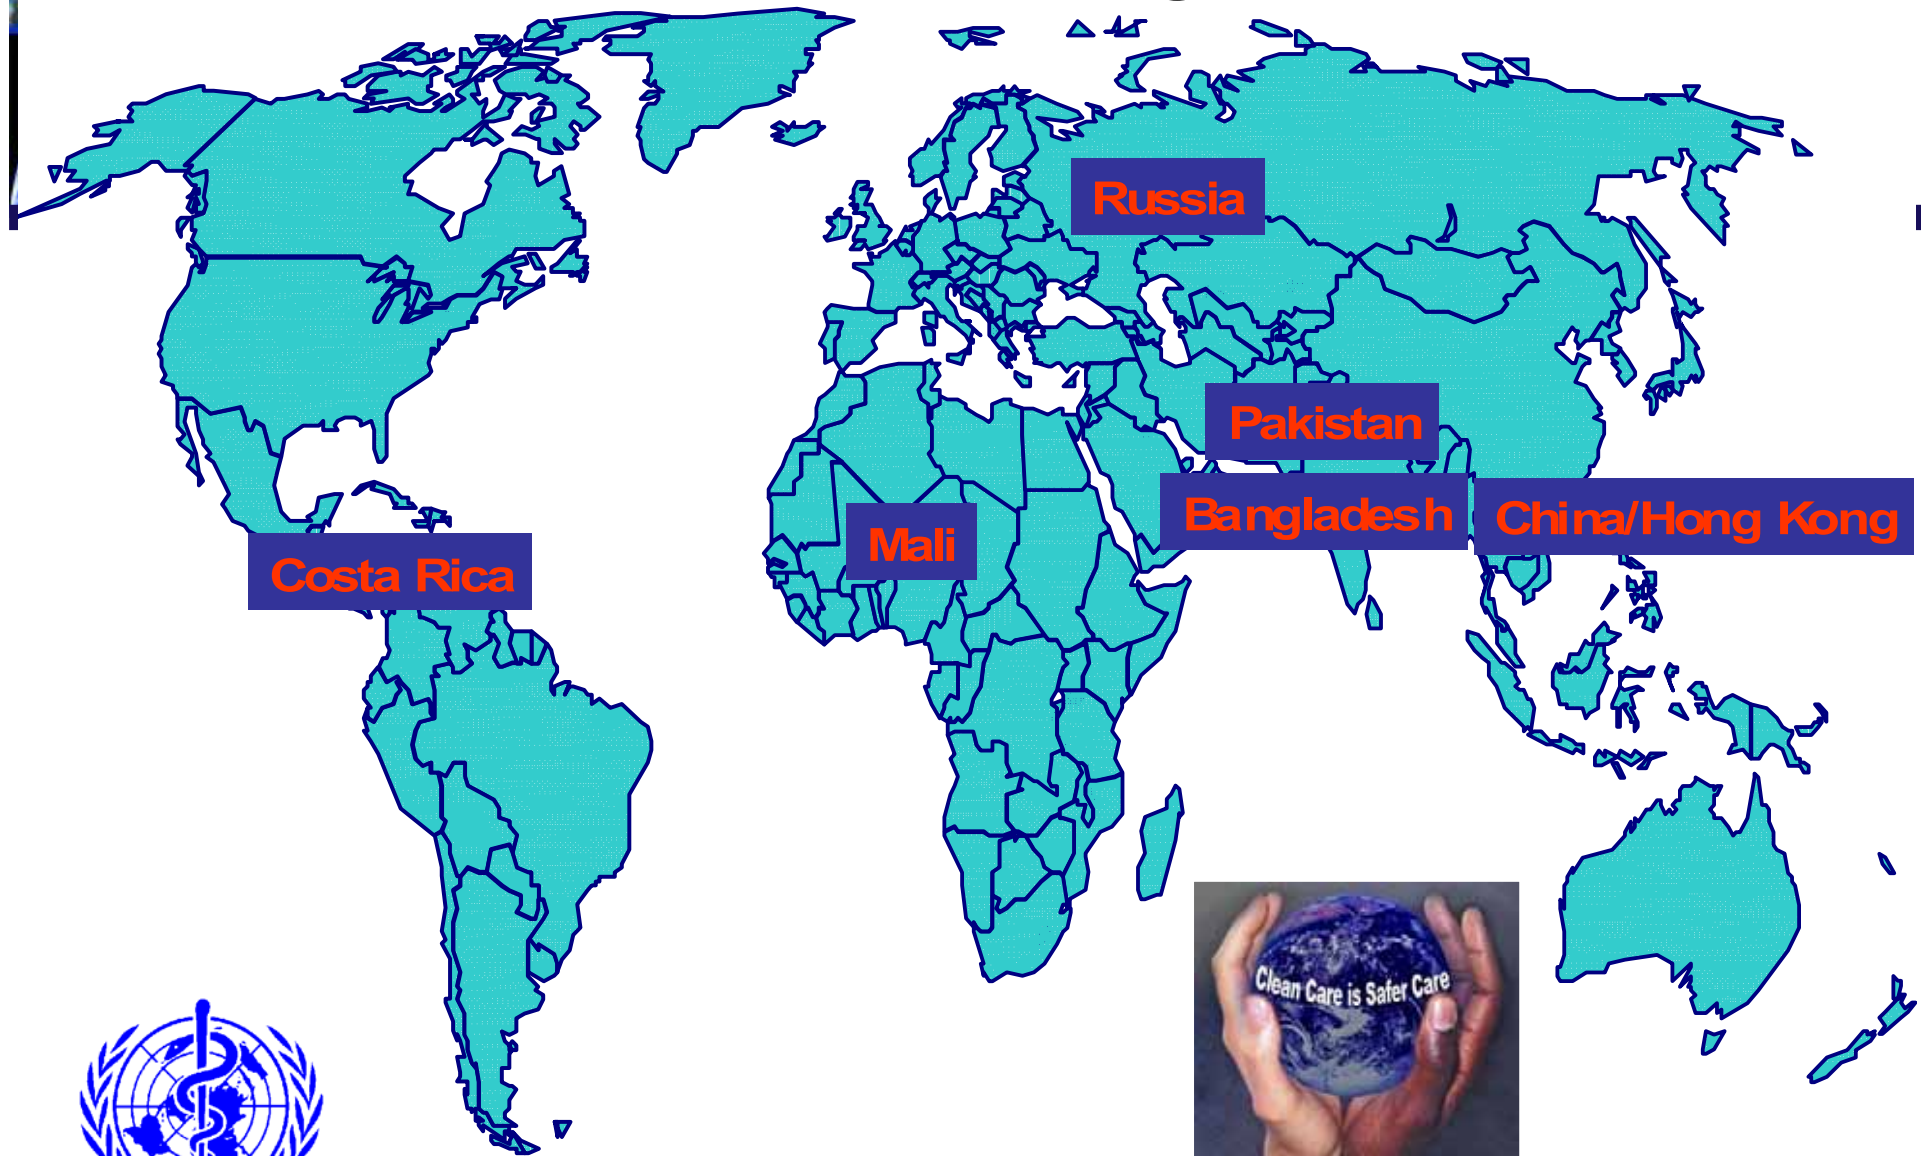 Russia
Pakistan
Bangladesh
China/Hong Kong
Mali
Costa Rica
Clean Care is Safer Care